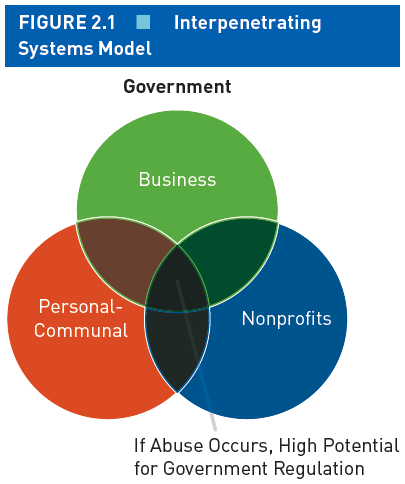 FIGURE 2.1 Interpenetrating
Systems Model
Government
Business
Personal-
Communal
Nonprofits
If Abuse Occurs, High Potential
for Government Regulation